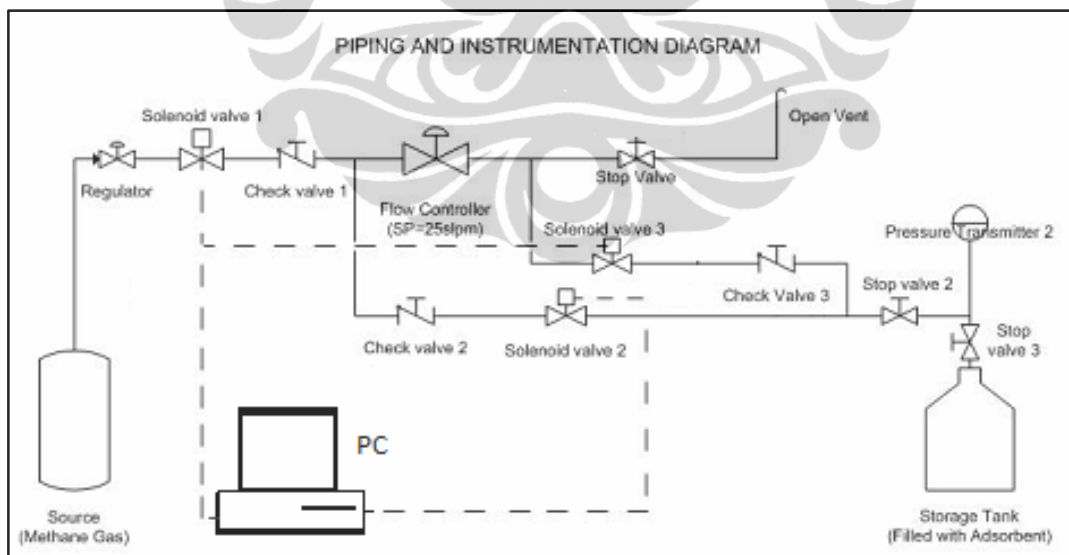 PIPING AND INSTRUMENTATION DIAGRAM
Solenoid valve 1
Open Vent
Regulator
Check valve 1
Stop Valve
Flow Controller
(SP=25slpm)
Solenoid valve 3
Pressure Transmitter 2
Check Valve 3
Stop valve 2
Check valve 2
Solenoid valve 2
Stop
valve 3
PC
Source
(Methane Gas)
Storage Tank
(Filled with Adsorbent)